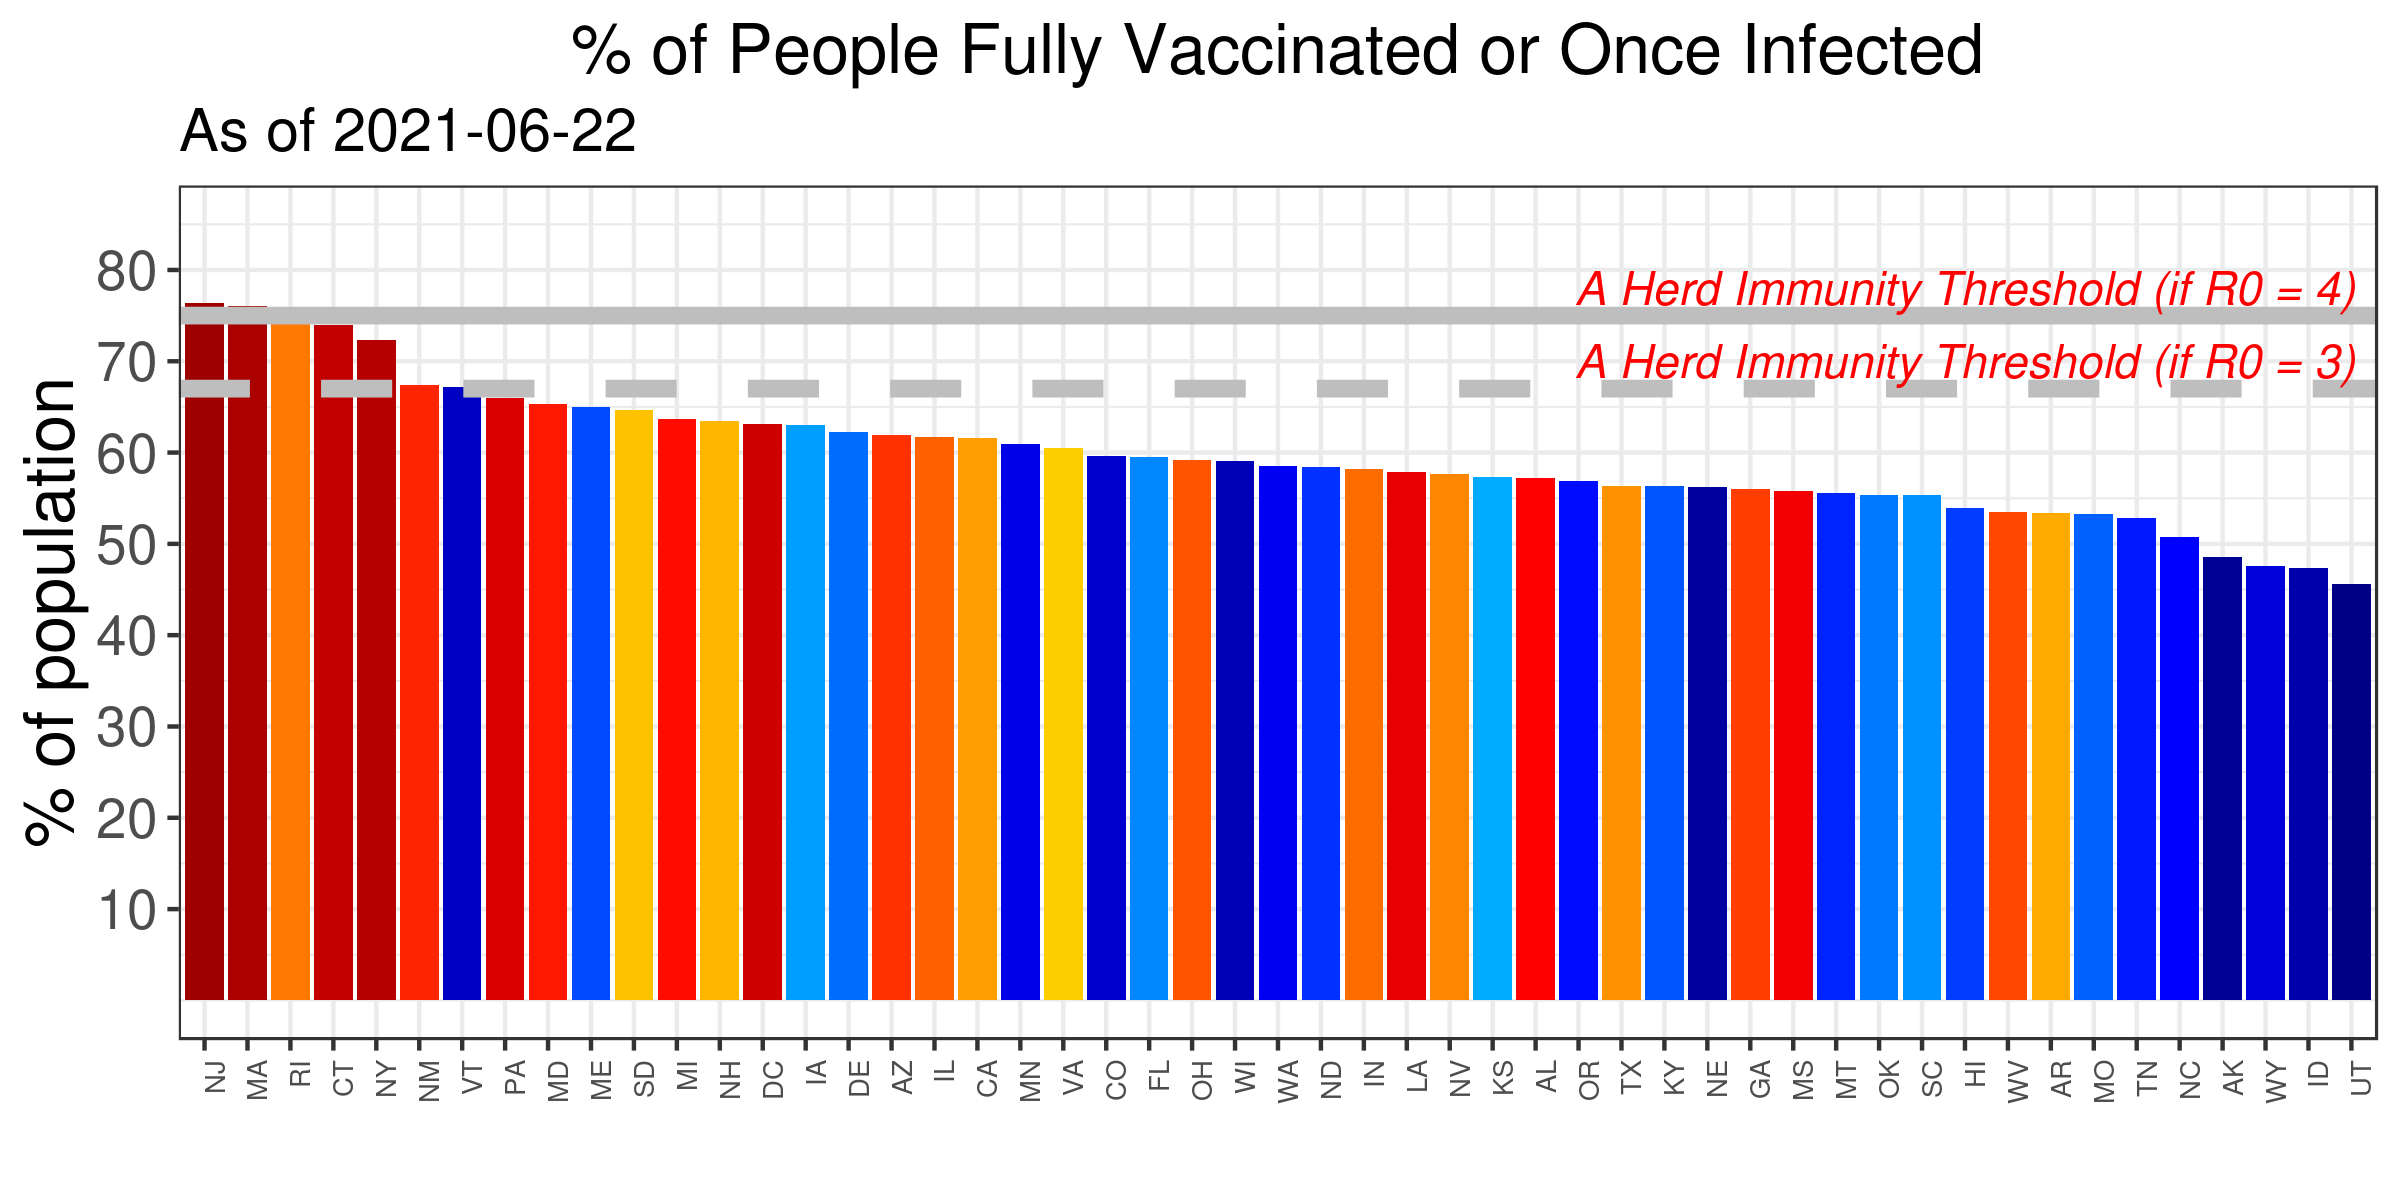 % of People Fully Vaccinated or Once Infected
As of 2021-06-22
% of population
80
70
60
50
40
30
20
10
A Herd Immunity Threshold (if R0 = 4)
A Herd Immunity Threshold (if R0 = 3)
NJ MA RI CT NY NM VT PA MD ME SD MI NH DC IA DE AZ IL CA MN VA CO FL OH WI WA ND IN LA NV KS AL OR TX KY NE GA MS MT OK SC HI WV AR MO TN NC AK WY ID UT